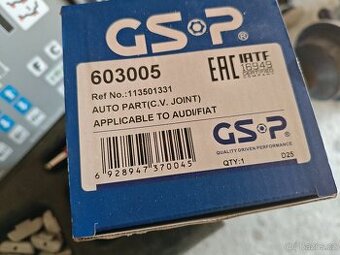 GSP®
603005
EAC IATF
16949
Ref No.:113501331
AUTO PART(C.V. JOINT)
APPLICABLE TO AUDI/FIAT
GSP®
QUALITY DRIVEN PERFORMANCE
6 928947 370045
QTY:1 D25